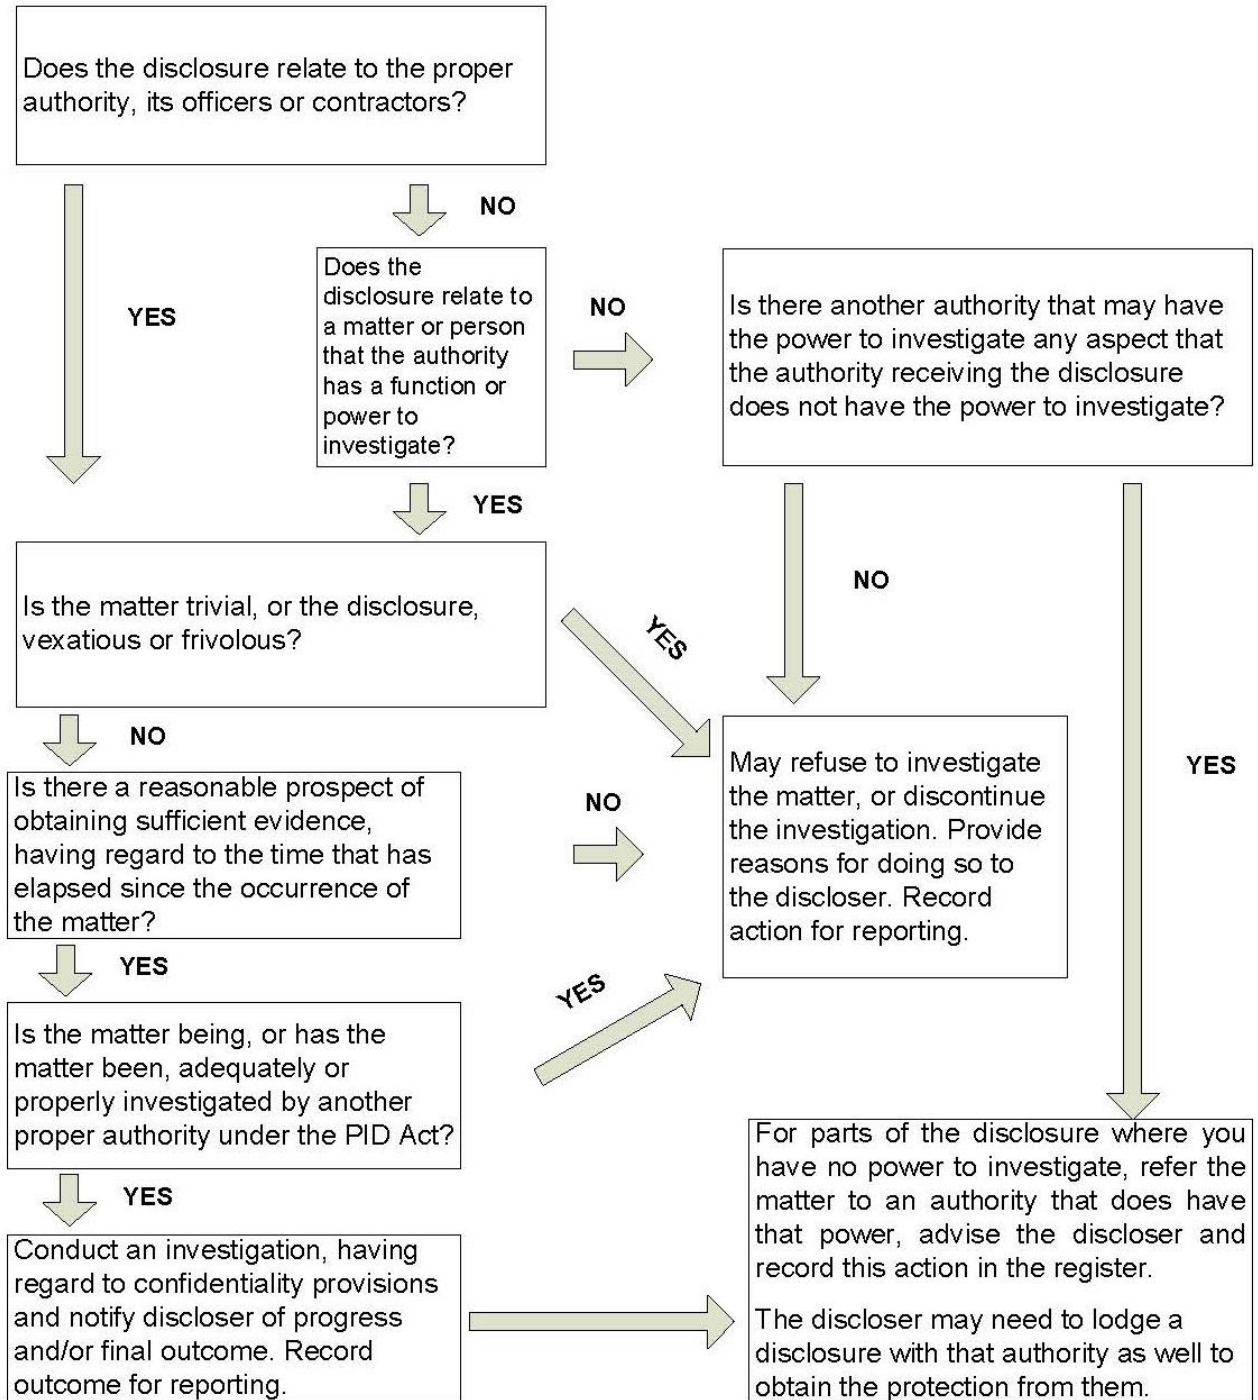 Does the disclosure relate to the proper
authority, its officers or contractors?
NO
Does the
disclosure relate to
a matter or person
that the authority
has a function or
power to
investigate?
YES
NO
Is there another authority that may have
the power to investigate any aspect that
the authority receiving the disclosure
does not have the power to investigate?
YES
Is the matter trivial, or the disclosure,
vexatious or frivolous?
YES
NO
NO
Is there a reasonable prospect of
obtaining sufficient evidence,
having regard to the time that has
elapsed since the occurrence of
the matter?
NO
May refuse to investigate
the matter, or discontinue
the investigation. Provide
reasons for doing so to
the discloser. Record
action for reporting.
YES
YES
Is the matter being, or has the
matter been, adequately or
properly investigated by another
proper authority under the PID Act?
YES
YES
Conduct an investigation, having
regard to confidentiality provisions
and notify discloser of progress
and/or final outcome. Record
outcome for reporting.
For parts of the disclosure where you
have no power to investigate, refer the
matter to an authority that does have
that power, advise the discloser and
record this action in the register.
The discloser may need to lodge a
disclosure with that authority as well to
obtain the protection from them.